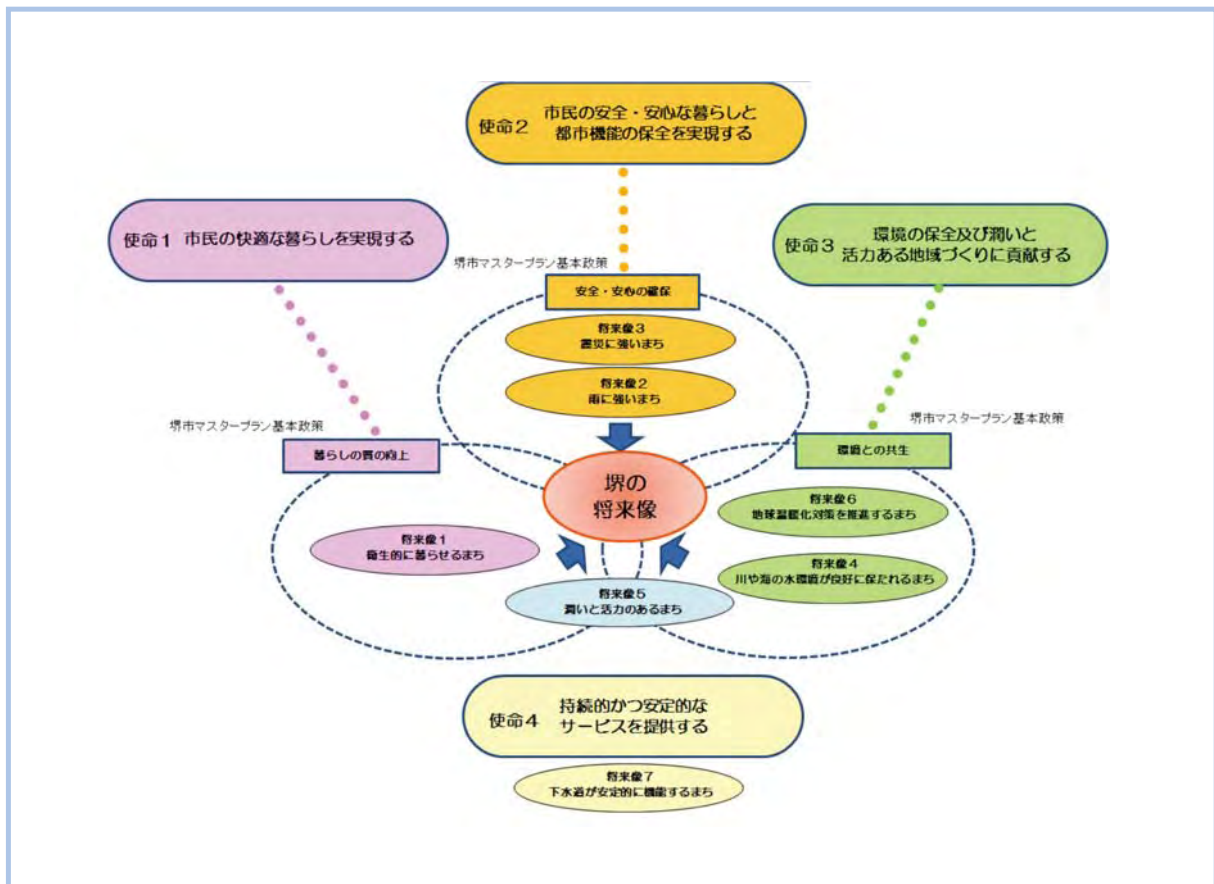 使命2 市民の安全・安心な暮らしと
都市機能の保全を実現する
使命1 市民の快適な暮らしを実現する
使命3 環境の保全及び潤いと
活力ある地域づくりに貢献する
堺市マスタープラン基本政策
安全・安心の確保
将来像3
震災に強いまち
将来像2
雨に強いまち
堺市マスタープラン基本政策
暮らしの質の向上
堺市マスタープラン基本政策
環境との共生
堺の
将来像
将来像6
地球温暖化対策を推進するまち
将来像1
衛生的に暮らせるまち
将来像4
川や海の水環境が良好に保たれるまち
将来像5
潤いと活力のあるまち
使命4 持続的かつ安定的な
サービスを提供する
将来像7
下水道が安定的に機能するまち